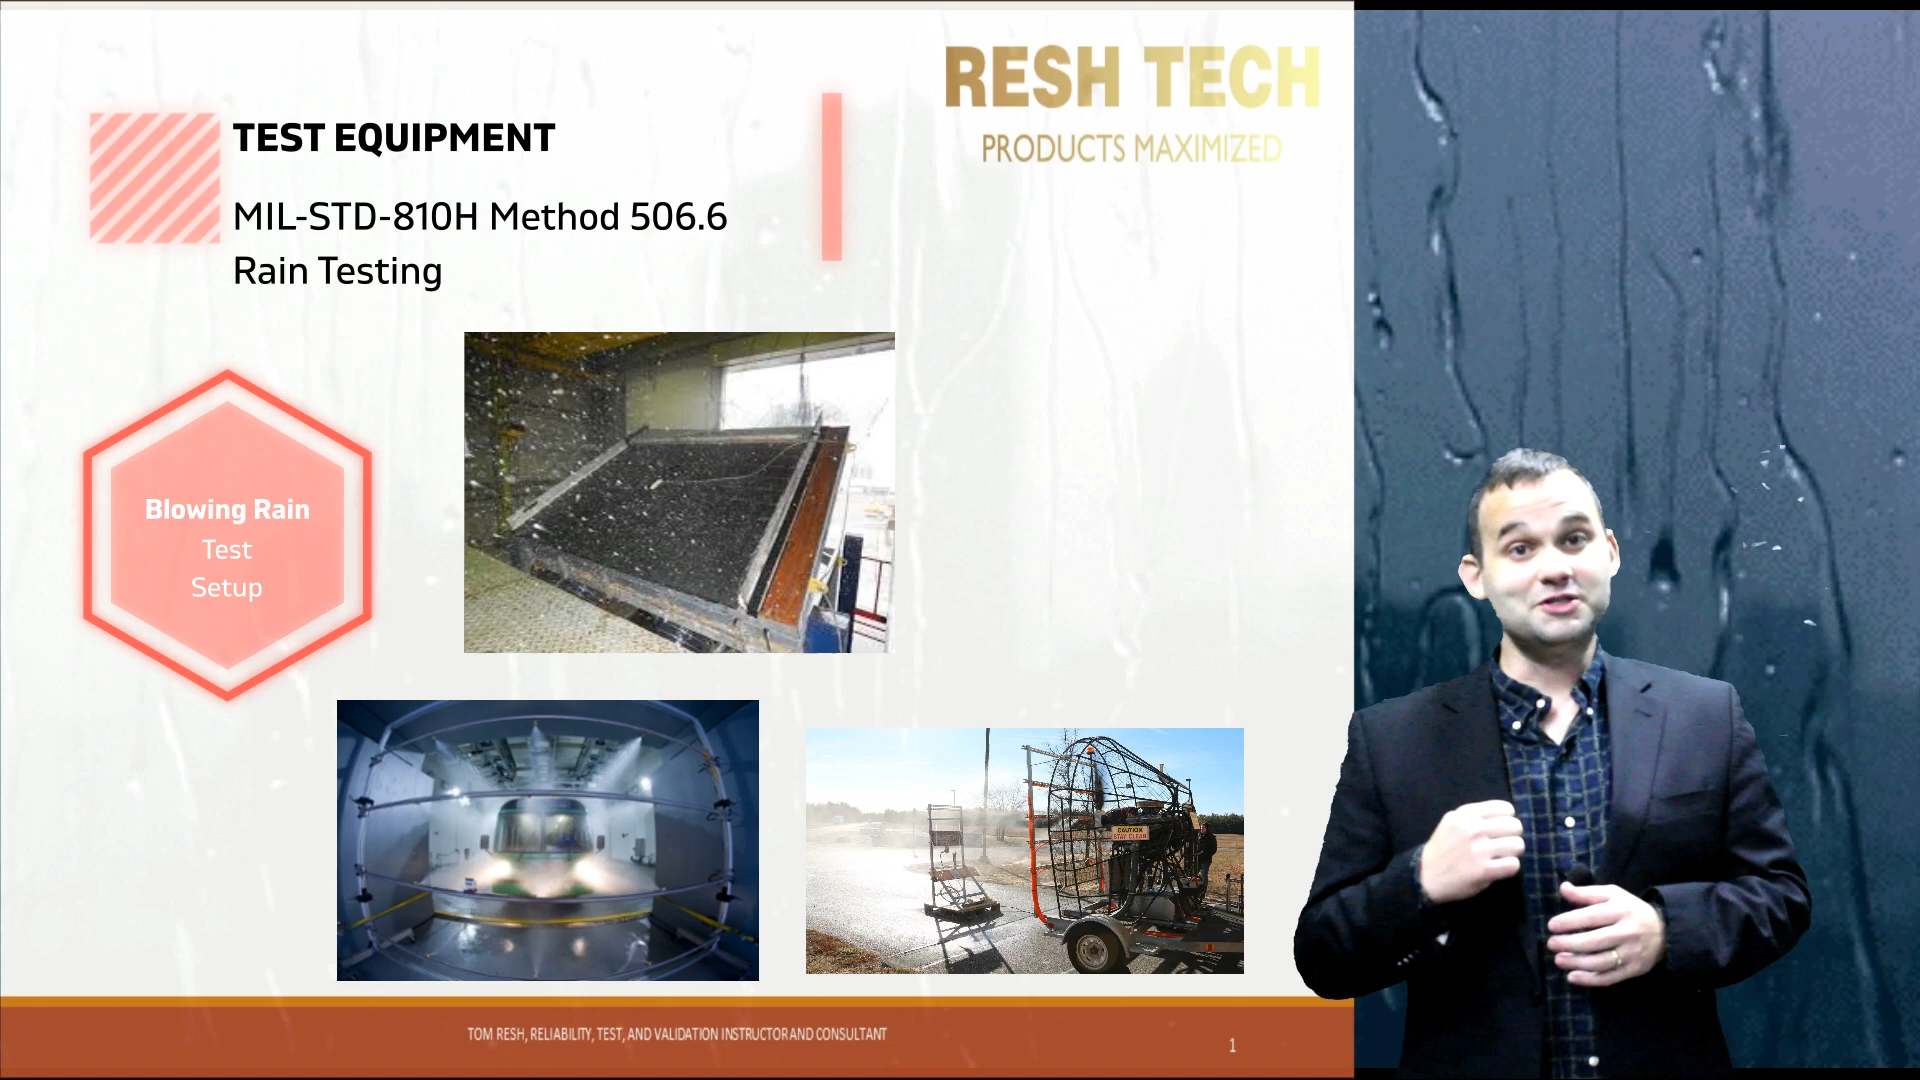 RESH TECH
PRODUCTS MAXIMIZED
TEST EQUIPMENT
MIL-STD-810H Method 506.6
Rain Testing
Blowing Rain
Test
Setup
CAUTION
STAY CLEAR
TOM RESH, RELIABILITY, TEST, AND VALIDATION INSTRUCTOR AND CONSULTANT
1